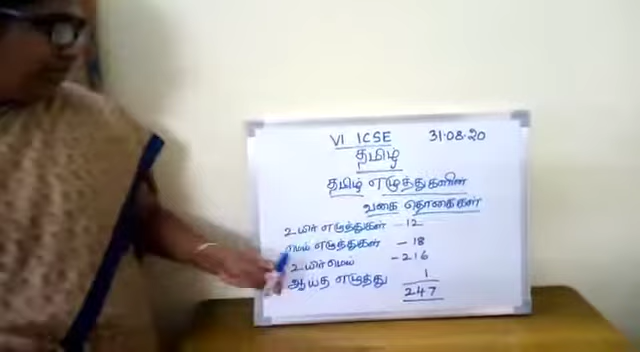 VI ICSE 31.08.20
தமிழ்
தமிழ் எழுத்துகளின்
வகை தொகைகள்
உயிர் எழுத்துகள் - 12
மெய் எழுத்துகள் - 18
உயிர் மெய் - 216
ஆய்த எழுத்து 1
247